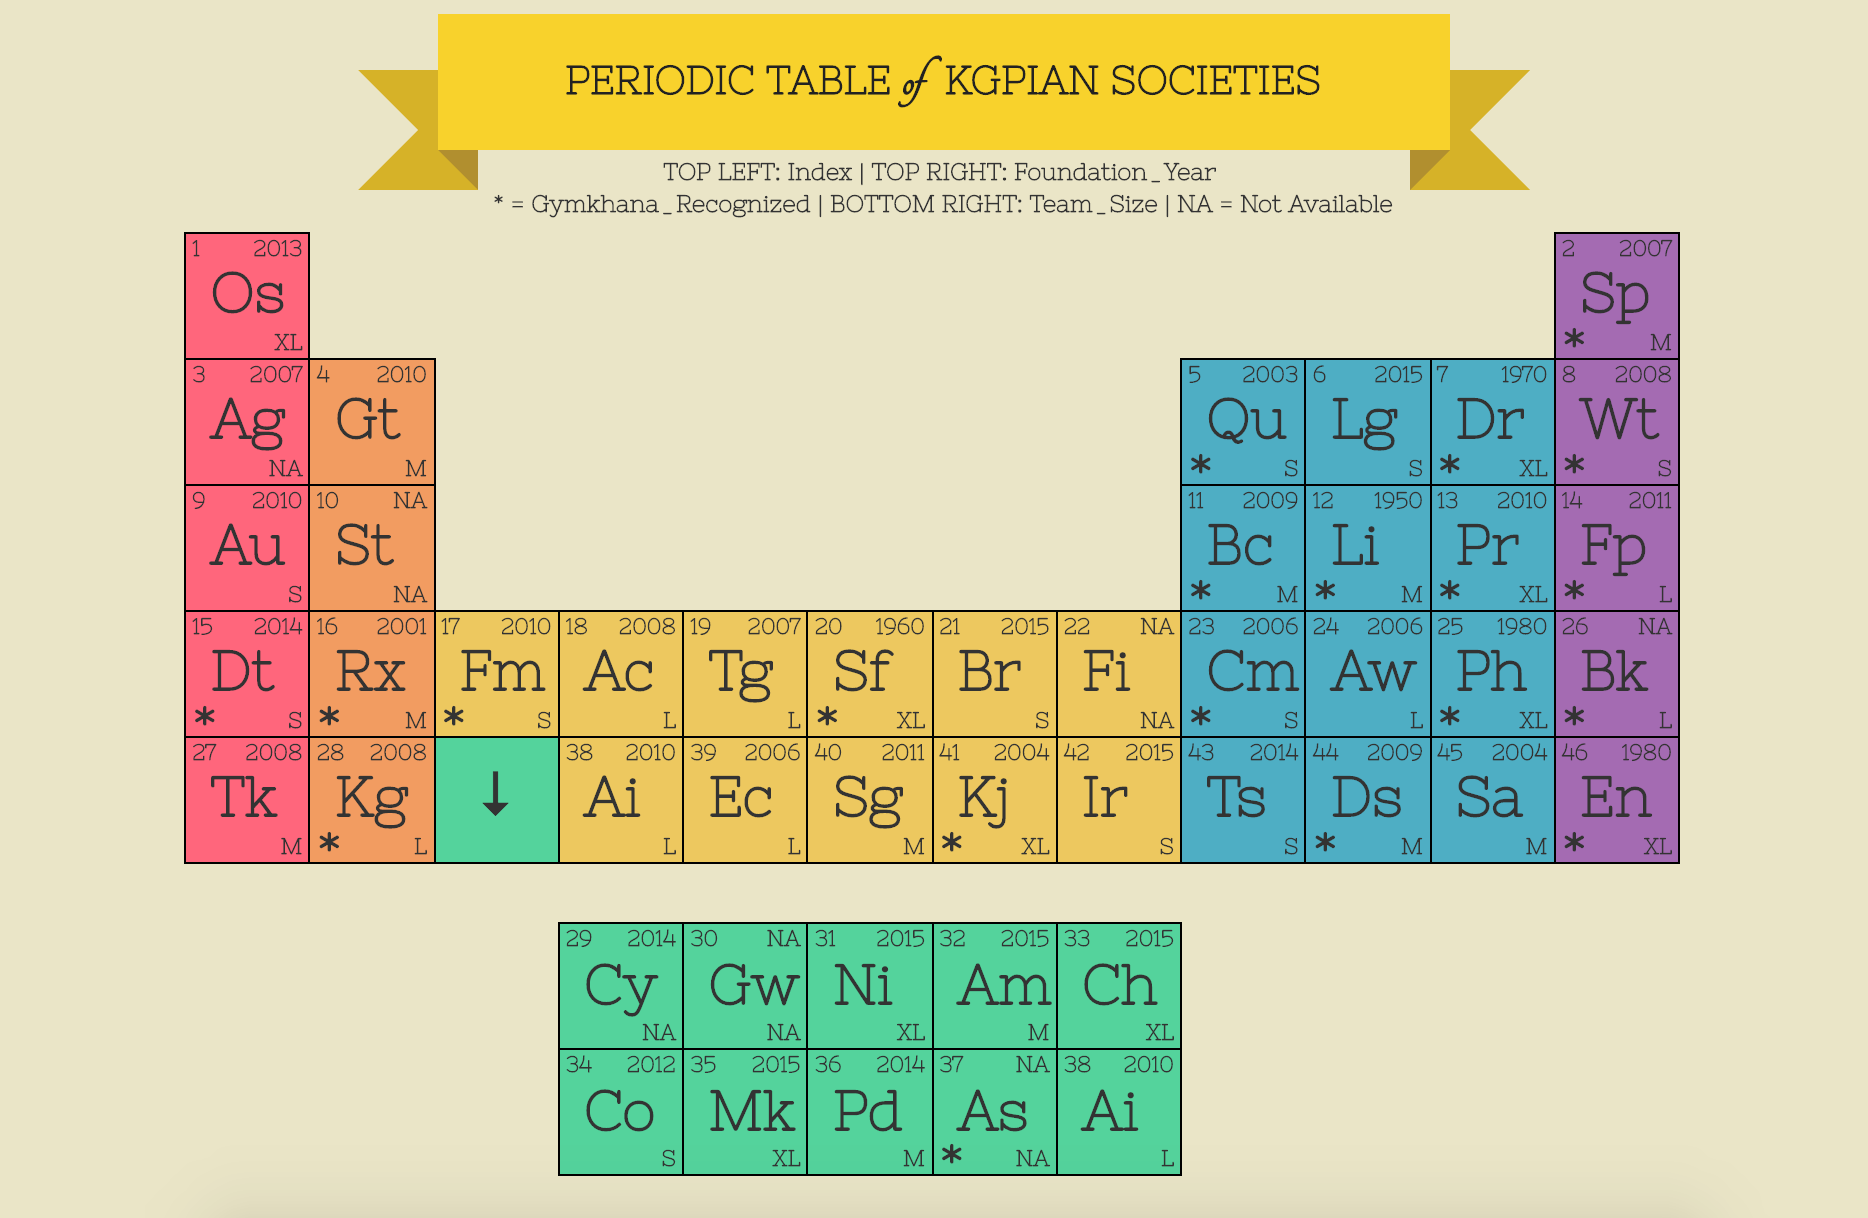 PERIODIC TABLE of KGPIAN SOCIETIES
TOP LEFT: Index | TOP RIGHT: Foundation_Year
* = Gymkhana_Recognized | BOTTOM RIGHT: Team_Size | NA = Not Available
1 2013 2 2007
Os Sp
XL * M
3 2007 4 2010 5 2003 6 2015 7 1970 8 2008
Ag Gt Qu Lg Dr Wt
NA M * S S * XL * S
9 2010 10 NA 11 2009 12 1950 13 2010 14 2011
Au St Bc Li Pr Fp
S NA * M * M * XL * L
15 2014 16 2001 17 2010 18 2008 19 2007 20 1960 21 2015 22 NA 23 2006 24 2006 25 1980 26 NA
Dt Rx Fm Ac Tg Sf Br Fi Cm Aw Ph Bk
* S * M * S L L * XL S NA * S L * XL * L
27 2008 28 2008 38 2010 39 2006 40 2011 41 2004 42 2015 43 2014 44 2009 45 2004 46 1980
Tk Kg ↓ Ai Ec Sg Kj Ir Ts Ds Sa En
M * L L L M * XL S S * M M * XL
29 2014 30 NA 31 2015 32 2015 33 2015
Cy Gw Ni Am Ch
NA NA XL M XL
34 2012 35 2015 36 2014 37 NA 38 2010
Co Mk Pd As Ai
S XL M * NA L